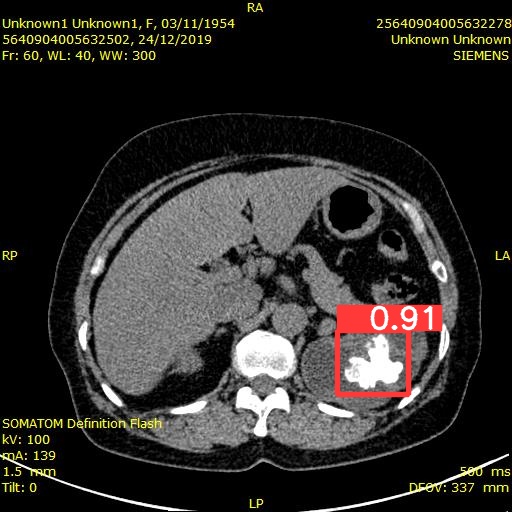 RA
Unknown1 Unknown1, F, 03/11/1954
25640904005632278
5640904005632502, 24/12/2019
Unknown Unknown
Fr: 60, WL: 40, WW: 300
SIEMENS
RP
LA
0.91
SOMATOM Definition Flash
kV: 100
mA: 139
1.5 mm
500 ms
Tilt: 0
LP
DFOV: 337 mm